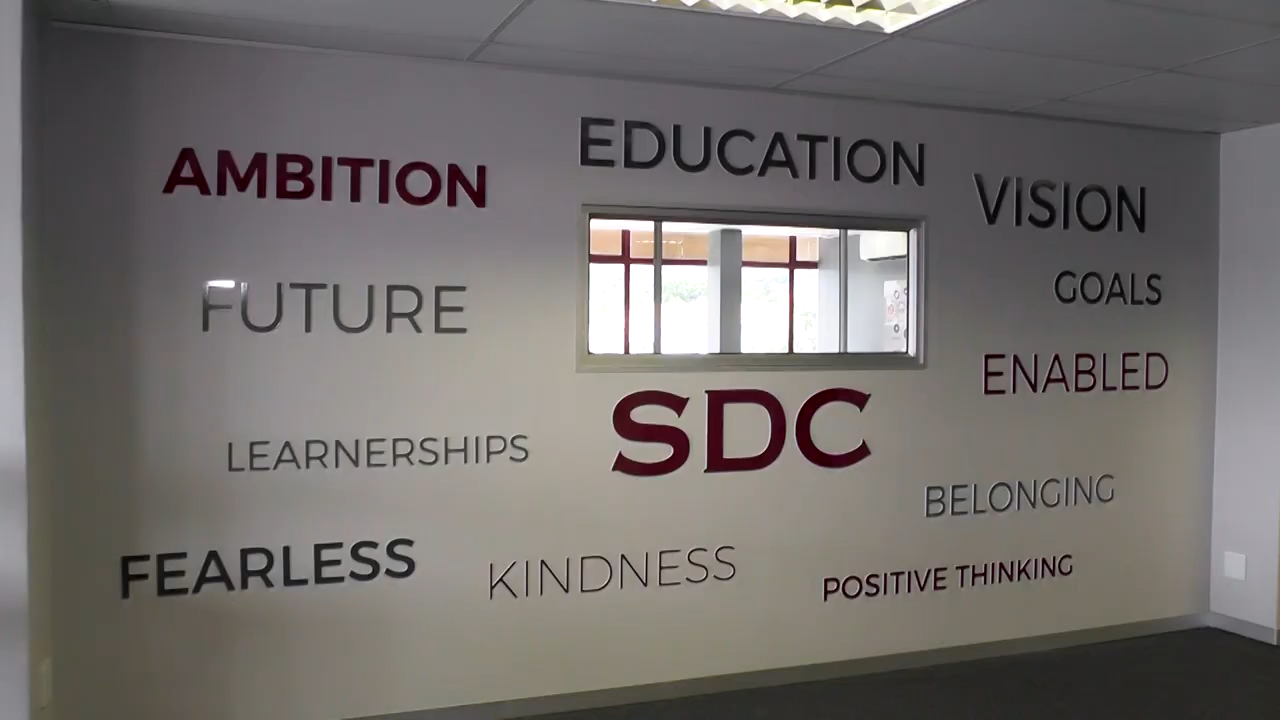 AMBITION
EDUCATION
VISION
FUTURE
GOALS
ENABLED
SDC
LEARNERSHIPS
BELONGING
FEARLESS
KINDNESS
POSITIVE THINKING